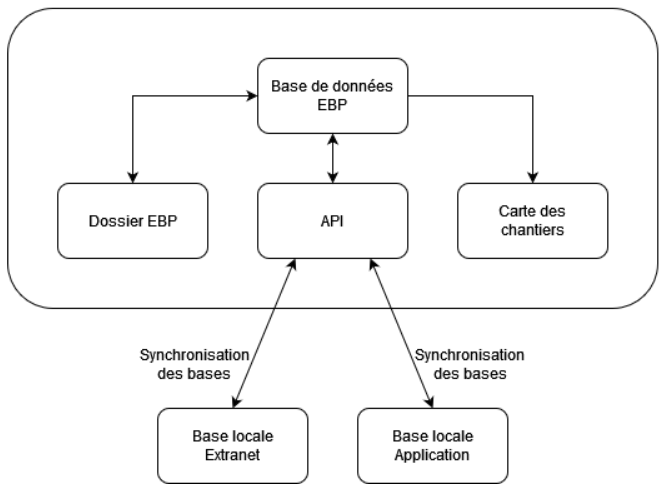 Base de données
EBP
Dossier EBP
API
Carte des
chantiers
Synchronisation
des bases
Synchronisation
des bases
Base locale
Extranet
Base locale
Application